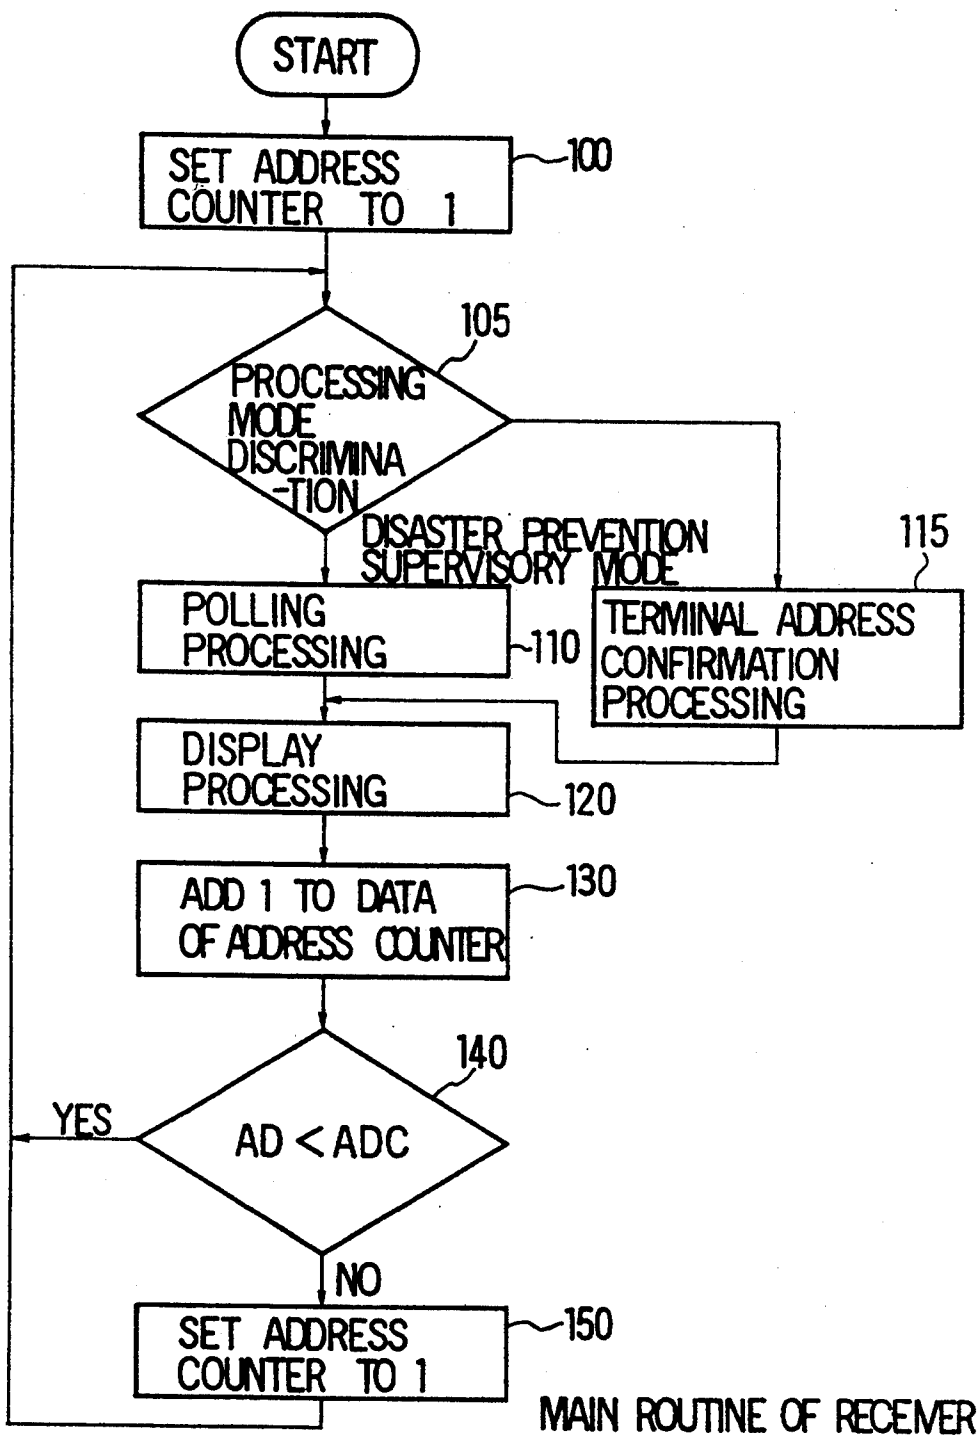 START
SET ADDRESS
COUNTER TO 1
100
105
PROCESSING
MODE
DISCRIMINA
-TION
DISASTER PREVENTION
SUPERVISORY MODE
POLLING
PROCESSING
110
115
TERMINAL ADDRESS
CONFIRMATION
PROCESSING
DISPLAY
PROCESSING
120
ADD 1 TO DATA
OF ADDRESS COUNTER
130
140
AD < ADC
YES
NO
SET ADDRESS
COUNTER TO 1
150
MAIN ROUTINE OF RECEIVER